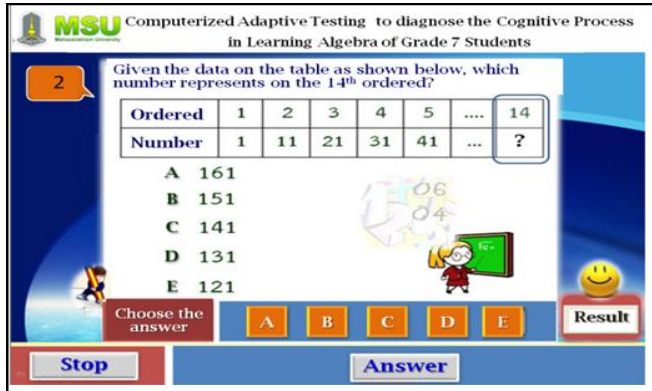 MSU Computerized Adaptive Testing to diagnose the Cognitive Process
Mahasarakham University
in Learning Algebra of Grade 7 Students
2
Given the data on the table as shown below, which
number represents on the 14th ordered?
Ordered 1 2 3 4 5 .... 14
Number 1 11 21 31 41 ... ?
A 161
B 151
C 141
D 131
E 121
06
04
Choose the
answer
A B C D E
Result
Stop
Answer